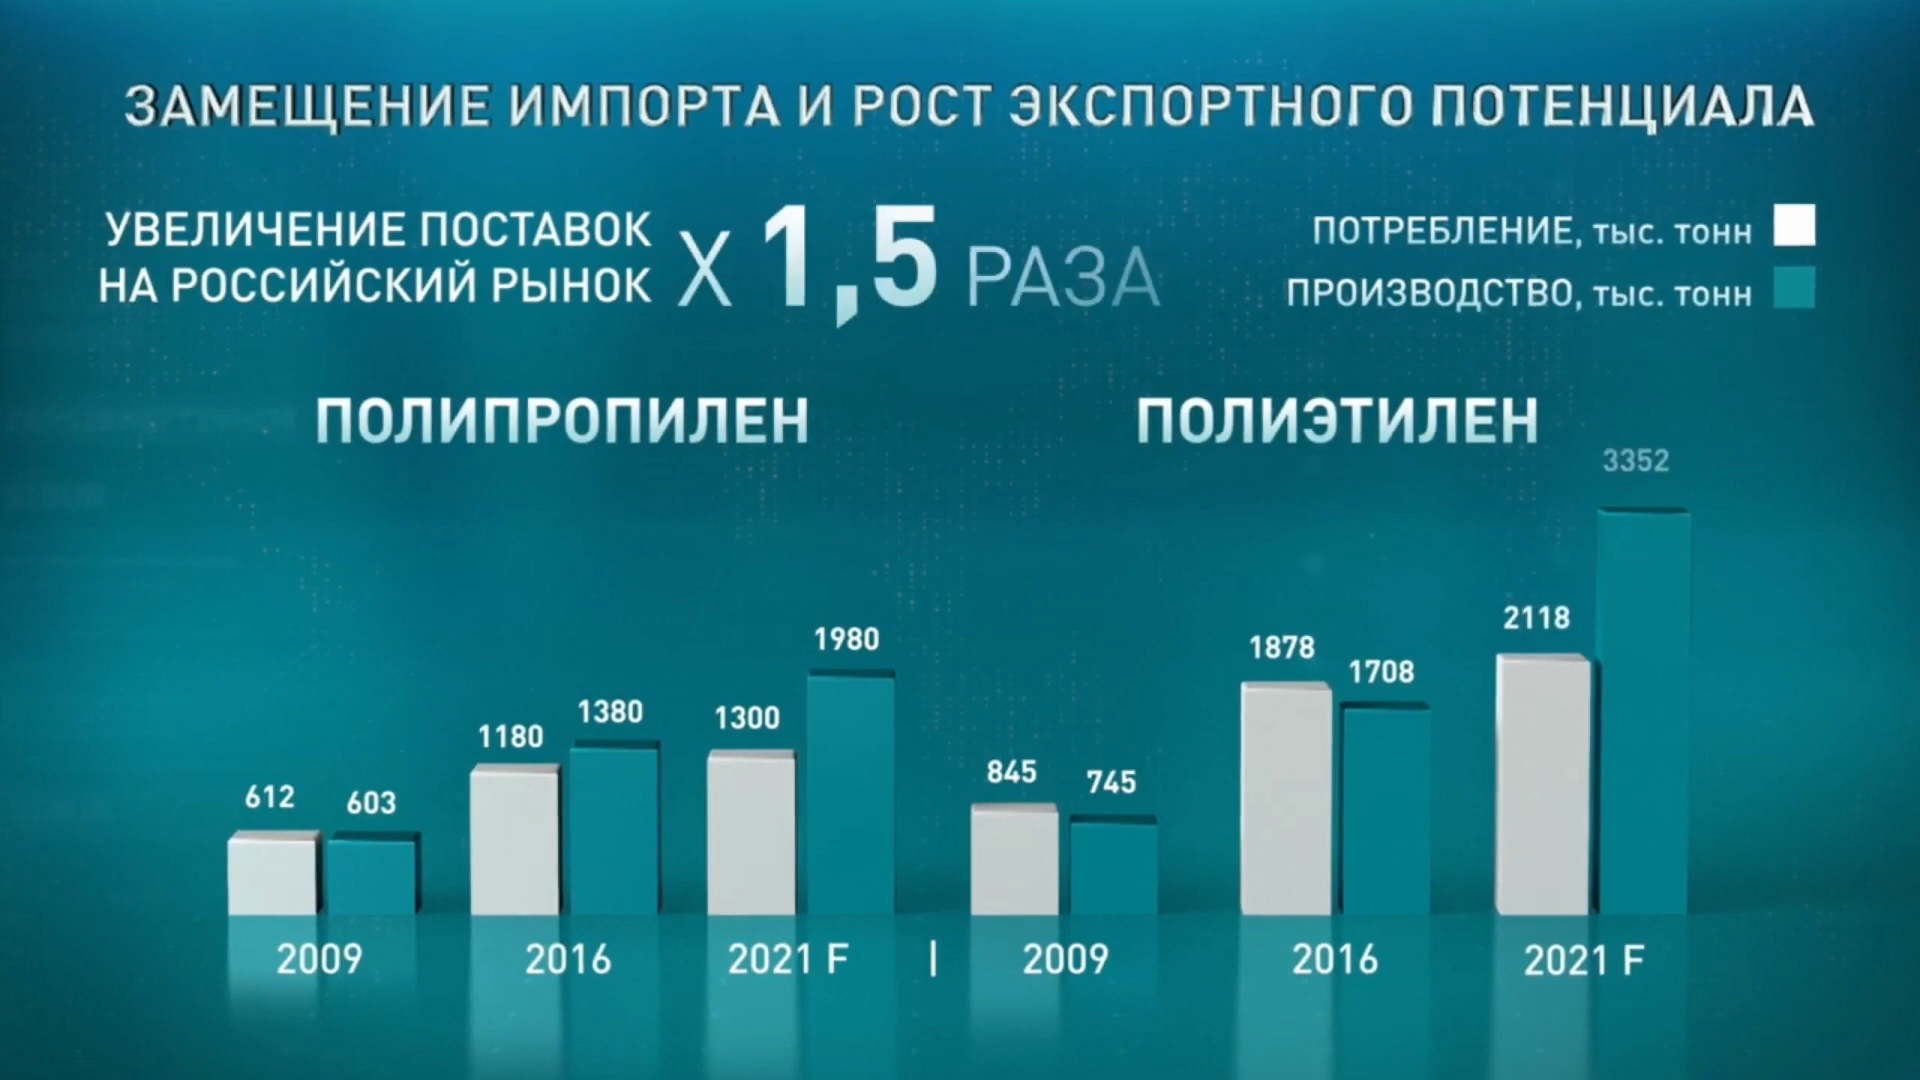 ЗАМЕЩЕНИЕ ИМПОРТА И РОСТ ЭКСПОРТНОГО ПОТЕНЦИАЛА
УВЕЛИЧЕНИЕ ПОСТАВОК
НА РОССИЙСКИЙ РЫНОК
X 1,5 РАЗА
ПОТРЕБЛЕНИЕ, тыс. тонн
ПРОИЗВОДСТВО, тыс. тонн
ПОЛИПРОПИЛЕН
612
603
1180
1380
1300
1980
2009
2016
2021 F
|
ПОЛИЭТИЛЕН
845
745
1878
1708
2118
3352
2009
2016
2021 F